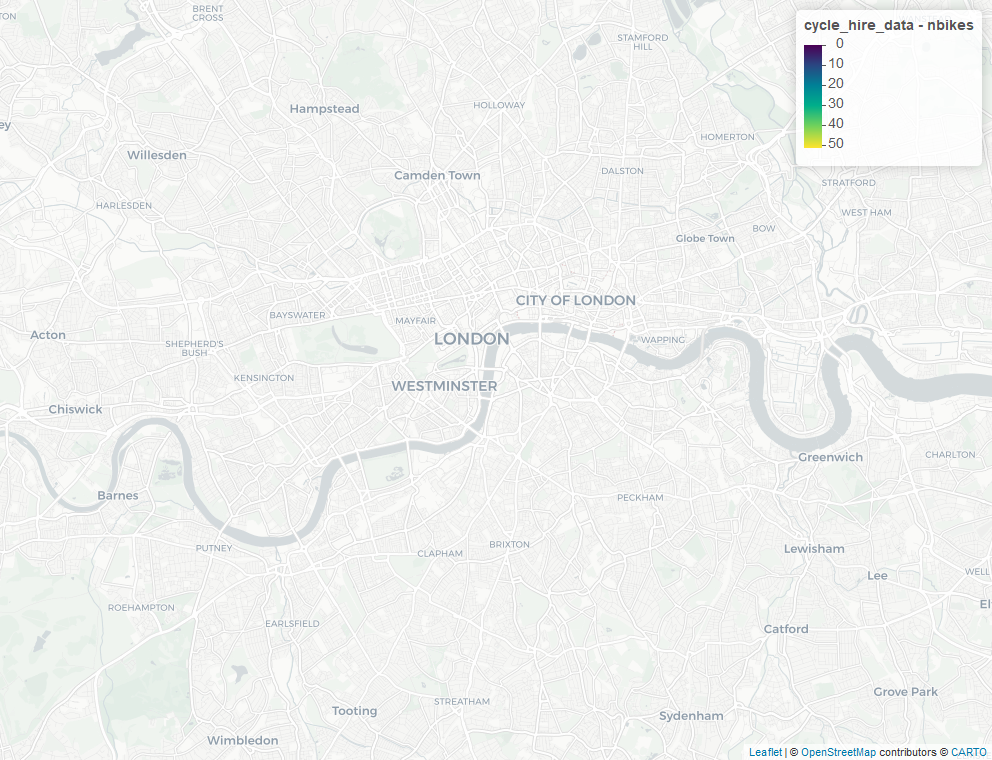 BRENT
CROSS
STAMFORD
HILL
cycle_hire_data - nbikes
0
10
20
30
40
50
Hampstead
HOLLOWAY
HOMERTON
ey
Willesden
Camden Town
DALSTON
STRATFORD
HARLESDEN
WEST HAM
BOW
Globe Town
CITY OF LONDON
BAYSWATER
MAYFAIR
Acton
LONDON
WAPPING
SHEPHERD'S
BUSH
KENSINGTON
WESTMINSTER
Chiswick
Greenwich
CHARLTON
Barnes
PECKHAM
PUTNEY
CLAPHAM
BRIXTON
Lewisham
Lee
WELL
ROEHAMPTON
El
EARLSFIELD
Catford
Grove Park
STREATHAM
Tooting
Sydenham
Wimbledon
Leaflet | © OpenStreetMap contributors © CARTO